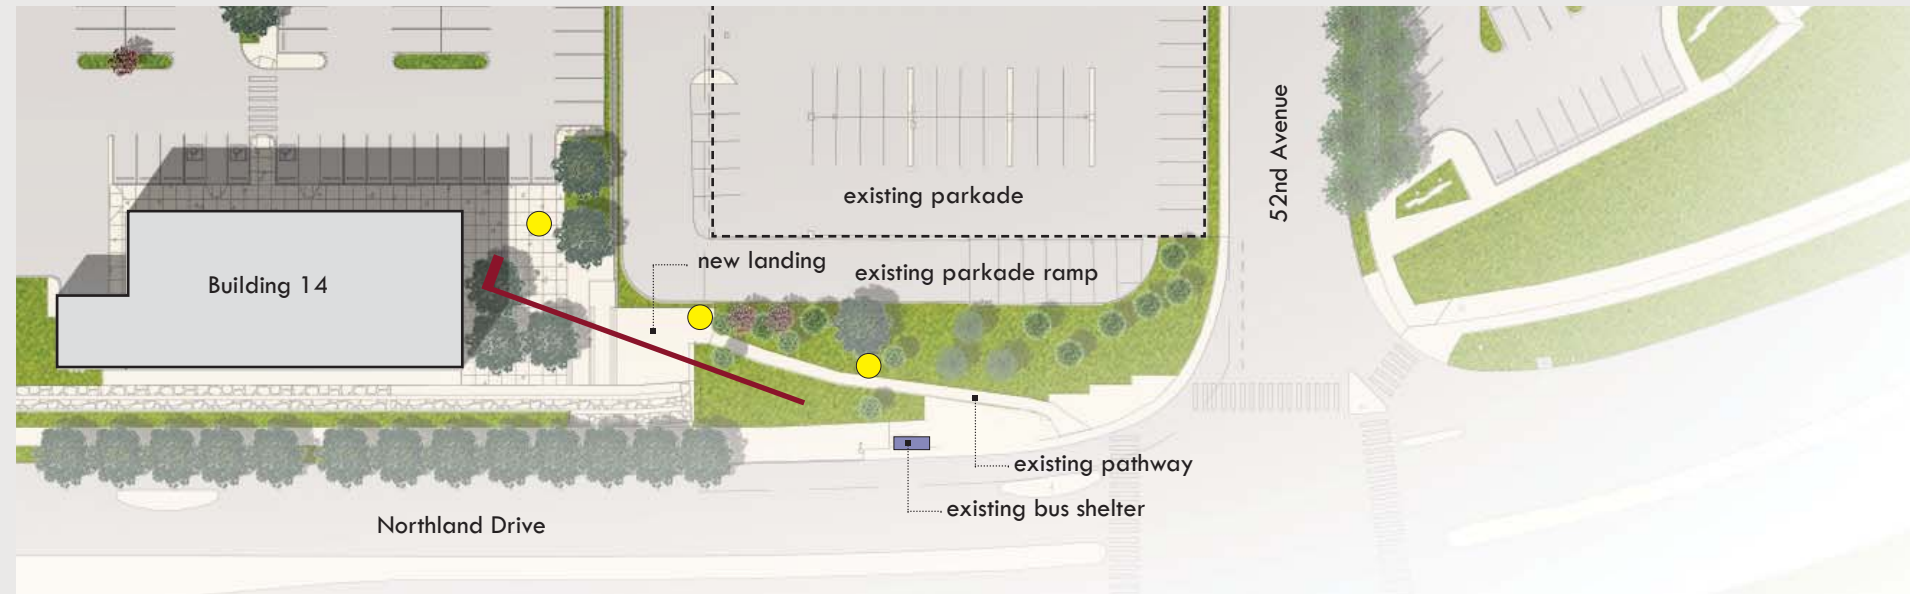 52nd Avenue
existing parkade
new landing
existing parkade ramp
Building 14
existing pathway
existing bus shelter
Northland Drive